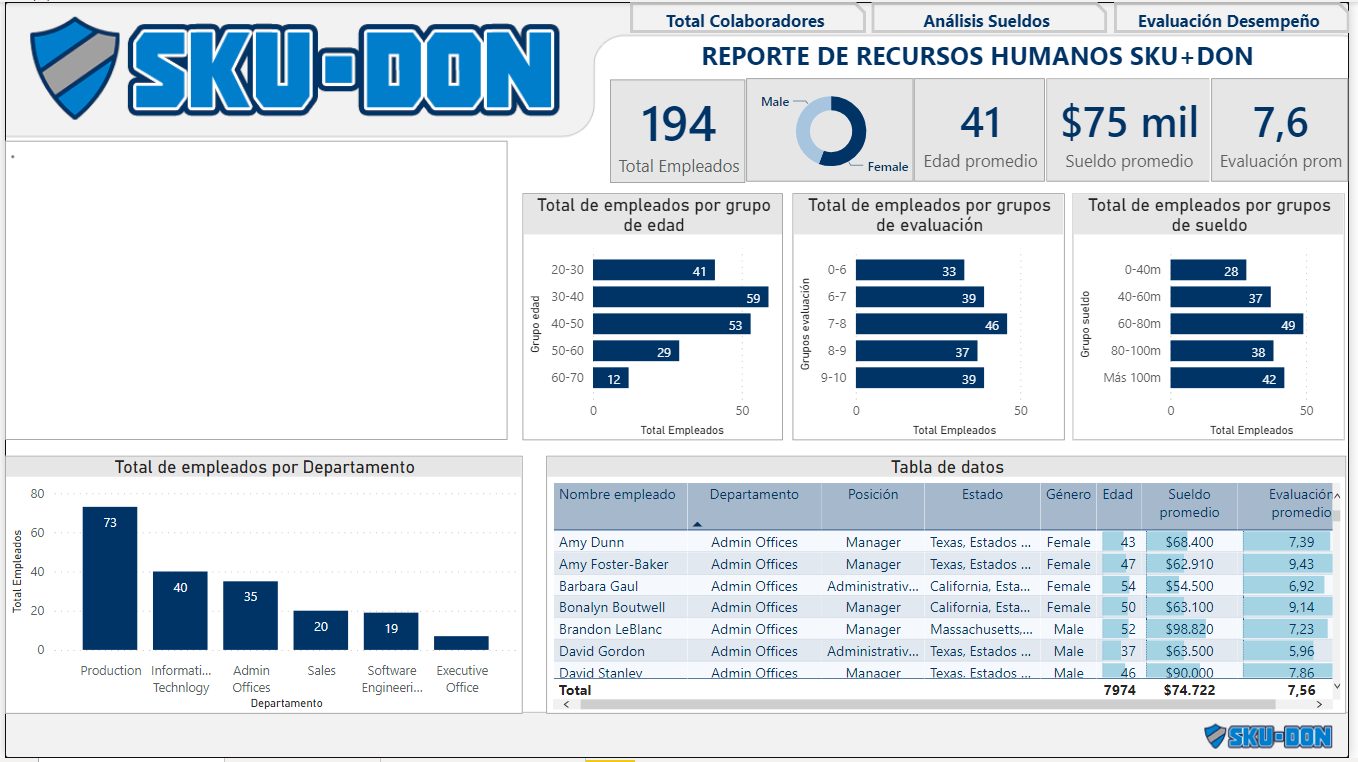 Total Colaboradores
Análisis Sueldos
Evaluación Desempeño
SKU-DON
REPORTE DE RECURSOS HUMANOS SKU+DON
194
Total Empleados
Male
Female
41
Edad promedio
$75 mil
Sueldo promedio
7,6
Evaluación prom
Total de empleados por grupo
de edad
Grupo edad
20-30
41
30-40
59
40-50
53
50-60
29
60-70
12
0
50
Total Empleados
Total de empleados por grupos
de evaluación
Grupos evaluación
0-6
33
6-7
39
7-8
46
8-9
37
9-10
39
0
50
Total Empleados
Total de empleados por grupos
de sueldo
Grupo sueldo
0-40m
28
40-60m
37
60-80m
49
80-100m
38
Más 100m
42
0
50
Total Empleados
Total de empleados por Departamento
Total Empleados
80
60
40
20
0
73
40
35
20
19
Production
Informati...
Technlogy
Admin
Offices
Sales
Software
Engineeri...
Executive
Office
Departamento
Tabla de datos
Nombre empleado Departamento Posición Estado Género Edad Sueldo promedio Evaluación promedio
Amy Dunn Admin Offices Manager Texas, Estados ... Female 43 $68.400 7,39
Amy Foster-Baker Admin Offices Manager Texas, Estados ... Female 47 $62.910 9,43
Barbara Gaul Admin Offices Administrativ... California, Esta... Female 54 $54.500 6,92
Bonalyn Boutwell Admin Offices Manager California, Esta... Female 50 $63.100 9,14
Brandon LeBlanc Admin Offices Manager Massachusetts,... Male 52 $98.820 7,23
David Gordon Admin Offices Administrativ... Texas, Estados ... Male 37 $63.500 5,96
David Stanley Admin Offices Manager Texas, Estados ... Male 46 $90.000 7,86
Total 7974 $74.722 7,56
SKU-DON